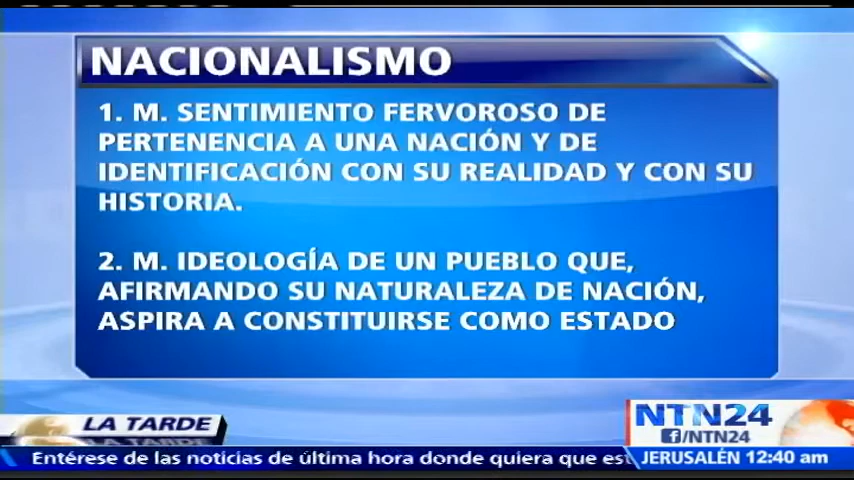 NACIONALISMO
1. M. SENTIMIENTO FERVOROSO DE
PERTENENCIA A UNA NACIÓN Y DE
IDENTIFICACIÓN CON SU REALIDAD Y CON SU
HISTORIA.
2. M. IDEOLOGÍA DE UN PUEBLO QUE,
AFIRMANDO SU NATURALEZA DE NACIÓN,
ASPIRA A CONSTITUIRSE COMO ESTADO
LA TARDE
LA TARDE
NTN24
f/NTN24
Entérese de las noticias de última hora donde quiera que est
JERUSALÉN 12:40 am